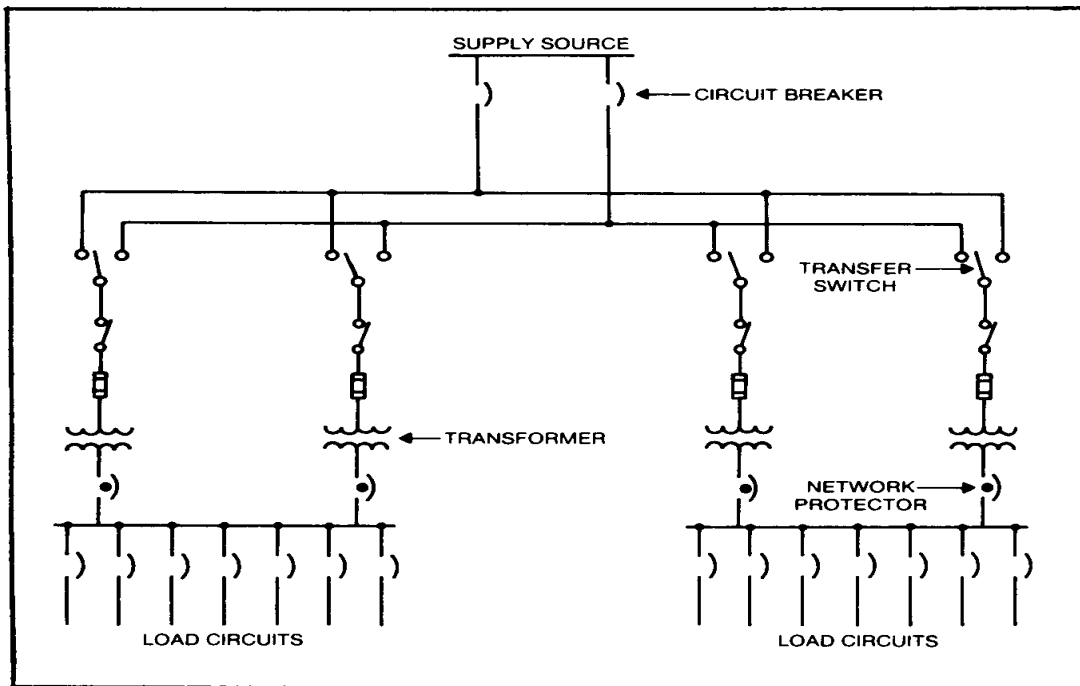 SUPPLY SOURCE
CIRCUIT BREAKER
TRANSFER
SWITCH
TRANSFORMER
NETWORK
PROTECTOR
LOAD CIRCUITS
LOAD CIRCUITS